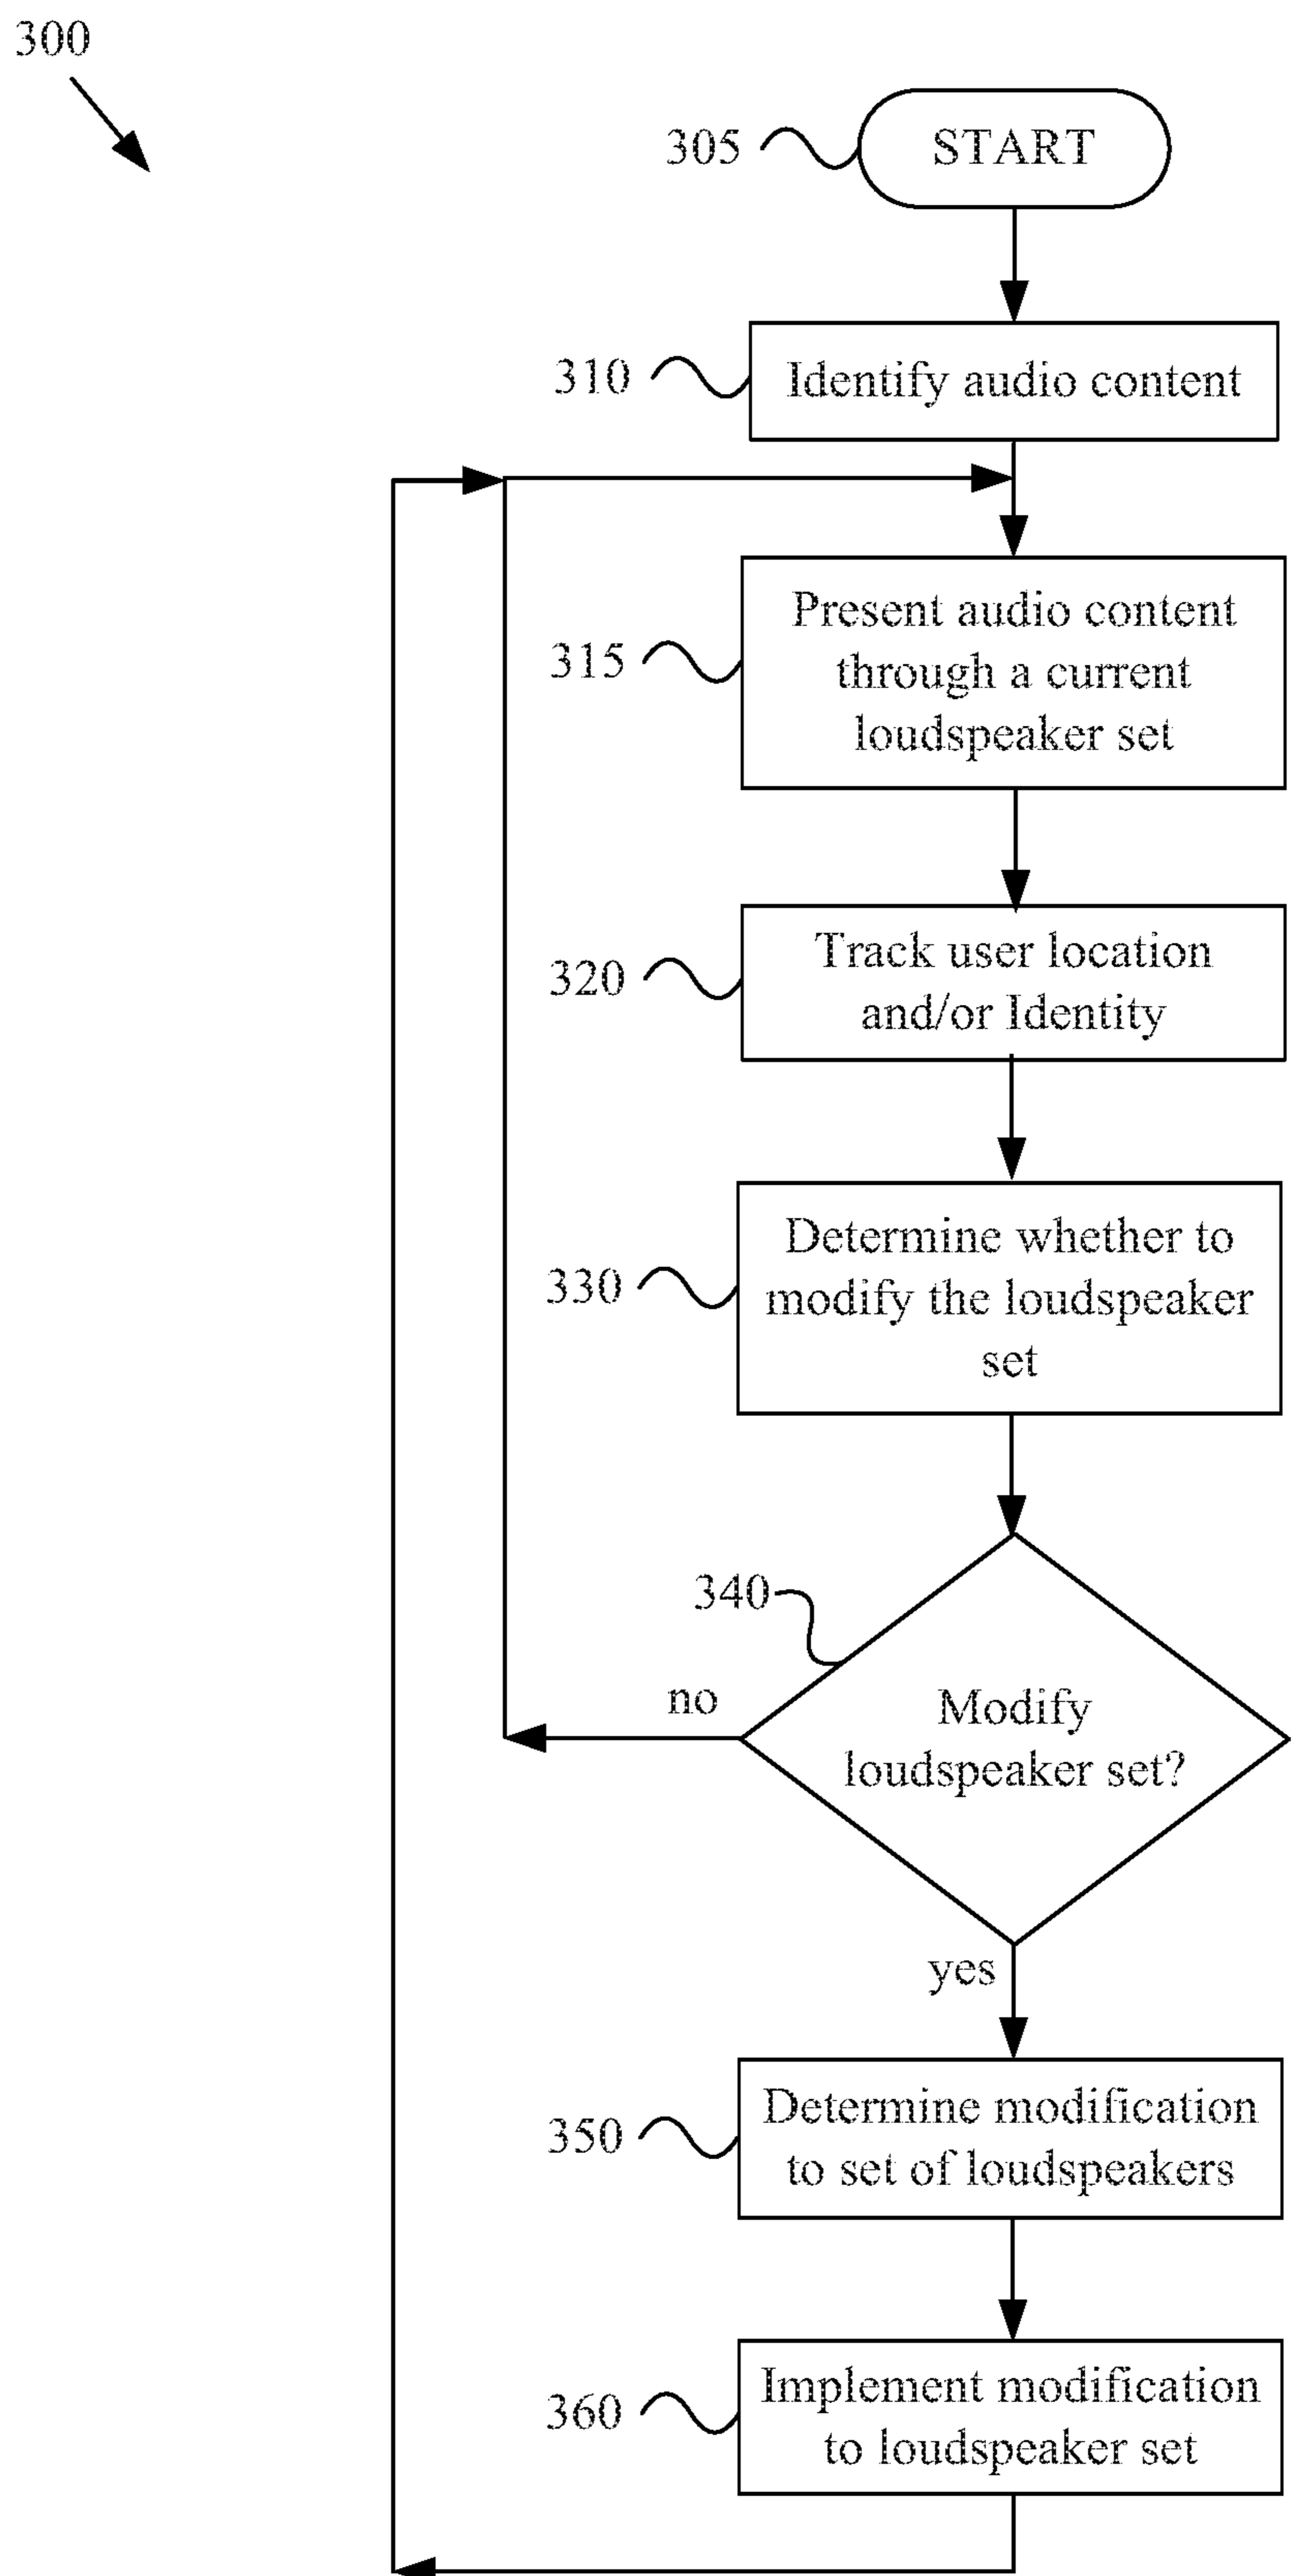 300
305
START
310
Identify audio content
315
Present audio content
through a current
loudspeaker set
320
Track user location
and/or Identity
330
Determine whether to
modify the loudspeaker
set
340
no
Modify
loudspeaker set?
yes
350
Determine modification
to set of loudspeakers
360
Implement modification
to loudspeaker set